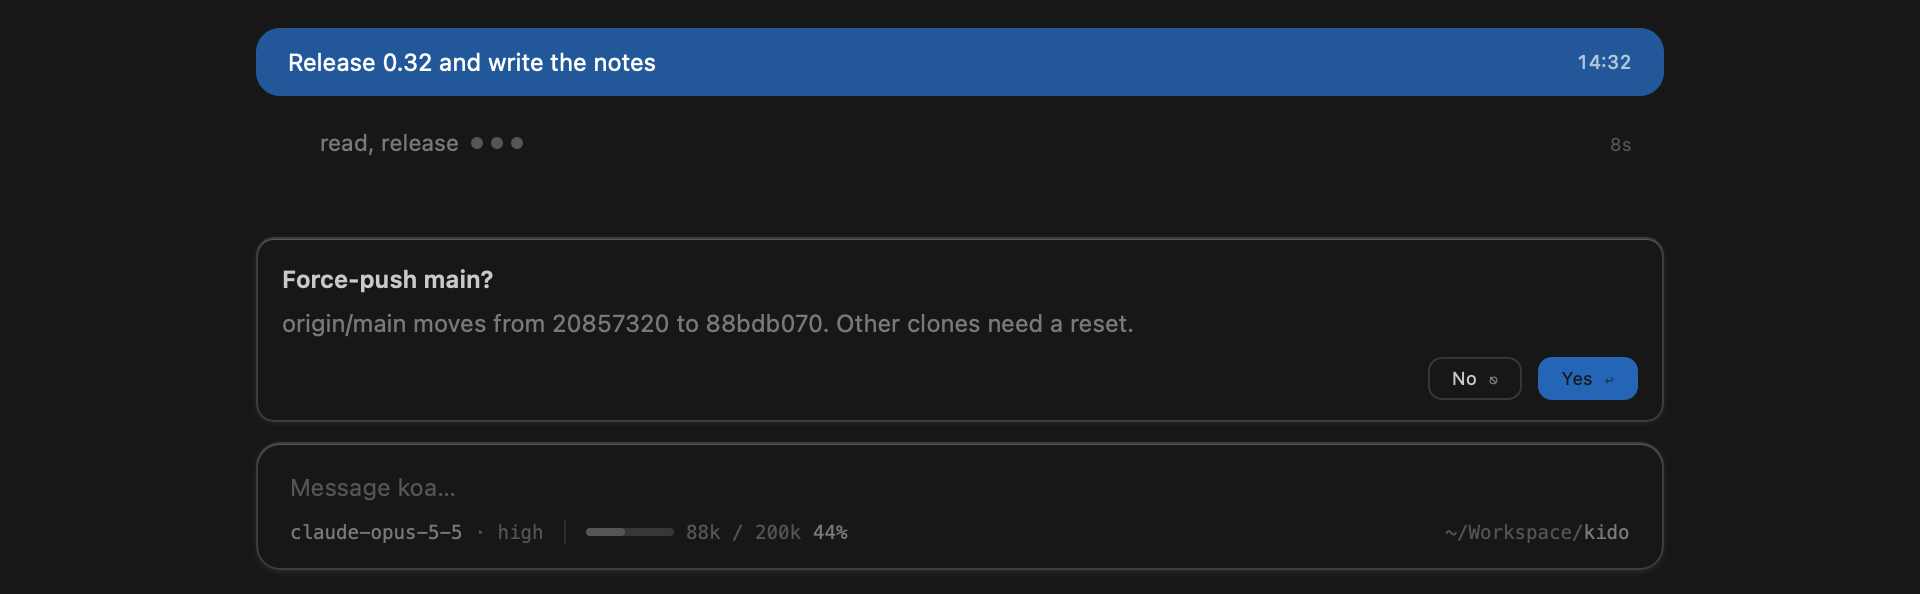 Release 0.32 and write the notes 14:32
read, release 8s
Force-push main?
origin/main moves from 20857320 to 88bdb070. Other clones need a reset.
No Yes
Message koa...
claude-opus-5-5 · high 88k / 200k 44% ~/Workspace/kido